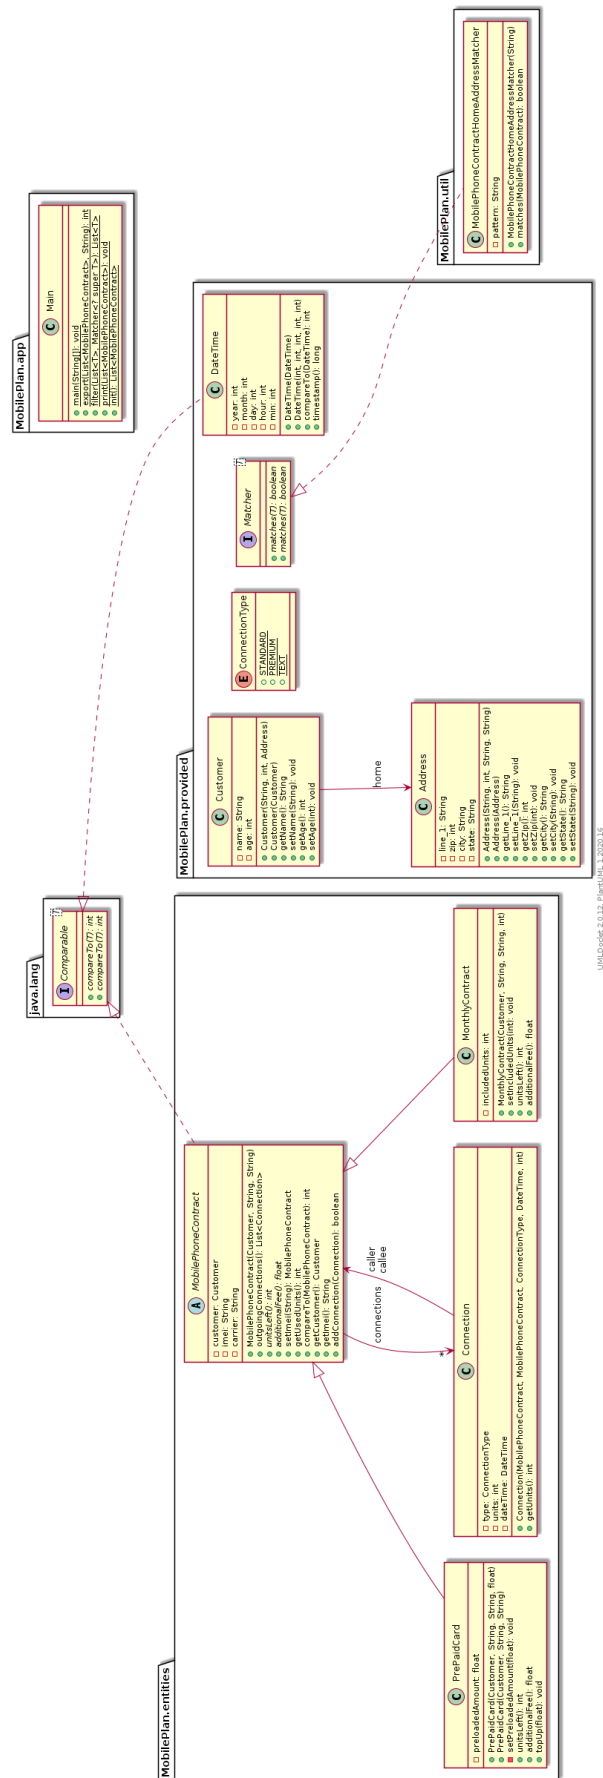 MobilePlan.entities
PrePaidCard
preloadedAmount: float
PrePaidCard(Customer, String, String, float)
PrePaidCard(Customer, String, String)
setPreloadedAmount(float): void
unitsLeft(): int
additionalFee(): float
topUp(float): void
MobilePhoneContract
customer: Customer
imei: String
carrier: String
MobilePhoneContract(Customer, String, String)
outgoingConnections(): List<Connection>
unitsLeft(): int
additionalFee(): float
setImei(String): MobilePhoneContract
getUsedUnits(): int
compareTo(MobilePhoneContract): int
getCustomer(): Customer
getImei(): String
addConnection(Connection): boolean
connections
*
caller
callee
Connection
type: ConnectionType
units: int
dateTime: DateTime
Connection(MobilePhoneContract, MobilePhoneContract, ConnectionType, DateTime, int)
getUnits(): int
MonthlyContract
includedUnits: int
MonthlyContract(Customer, String, String, int)
setIncludedUnits(int): void
unitsLeft(): int
additionalFee(): float
java.lang
T
Comparable
compareTo(T): int
compareTo(T): int
MobilePlan.provided
Customer
name: String
age: int
Customer(String, int, Address)
Customer(Customer)
getName(): String
setName(String): void
getAge(): int
setAge(int): void
home
Address
line_1: String
zip: int
city: String
state: String
Address(String, int, String, String)
Address(Address)
getLine_1(): String
setLine_1(String): void
getZip(): int
setZip(int): void
getCity(): String
setCity(String): void
getState(): String
setState(String): void
ConnectionType
STANDARD
PREMIUM
TEXT
T
Matcher
matches(T): boolean
matches(T): boolean
DateTime
year: int
month: int
day: int
hour: int
min: int
DateTime(DateTime)
DateTime(int, int, int, int, int)
compareTo(DateTime): int
timestamp(): long
MobilePlan.app
Main
main(String[]): void
export(List<MobilePhoneContract>, String): int
filter(List<T>, Matcher<? super T>): List<T>
print(List<MobilePhoneContract>): void
init(): List<MobilePhoneContract>
MobilePlan.util
MobilePhoneContractHomeAddressMatcher
pattern: String
MobilePhoneContractHomeAddressMatcher(String)
matches(MobilePhoneContract): boolean
UMLDoclet 2.0.12, PlantUML 1.2020.16